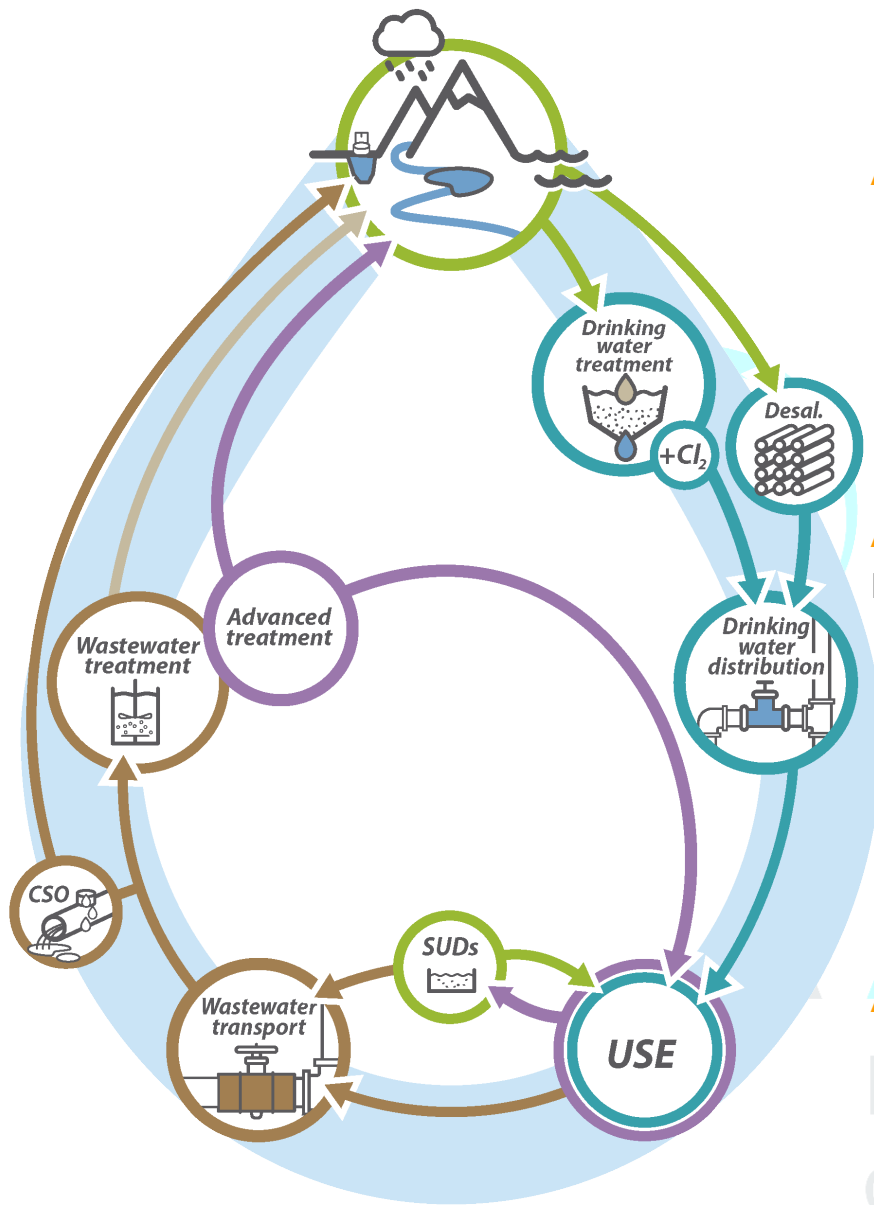 Drinking
water
treatment
+Cl₂
Desal.
Drinking
water
distribution
Advanced
treatment
Wastewater
treatment
CSO
SUDs
Wastewater
transport
USE